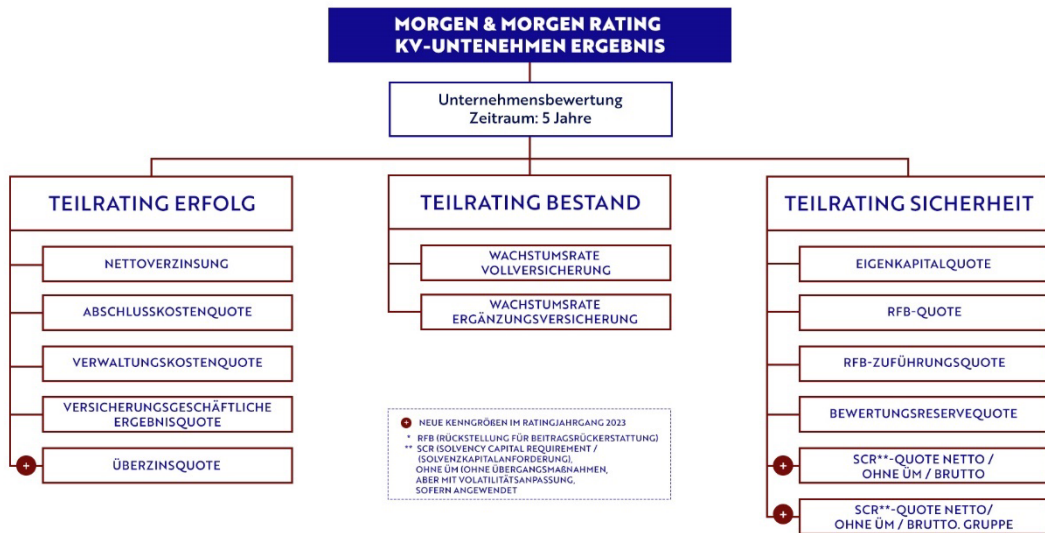 MORGEN & MORGEN RATING
KV-UNTENEHMEN ERGEBNIS
Unternehmensbewertung
Zeitraum: 5 Jahre
TEILRATING ERFOLG
NETTOVERZINSUNG
ABSCHLUSSKOSTENQUOTE
VERWALTUNGSKOSTENQUOTE
VERSICHERUNGSGESCHÄFTLICHE
ERGEBNISQUOTE
+ ÜBERZINSQUOTE
TEILRATING BESTAND
WACHSTUMSRATE
VOLLVERSICHERUNG
WACHSTUMSRATE
ERGÄNZUNGSVERSICHERUNG
+ NEUE KENNGRÖßEN IM RATINGJAHRGANG 2023
* RFB (RÜCKSTELLUNG FÜR BEITRAGSRÜCKERSTATTUNG)
** SCR (SOLVENCY CAPITAL REQUIREMENT /
(SOLVENZKAPITALANFORDERUNG),
OHNE ÜM (OHNE ÜBERGANGSMAßNAHMEN,
ABER MIT VOLATILITÄTSANPASSUNG,
SOFERN ANGEWENDET
TEILRATING SICHERHEIT
EIGENKAPITALQUOTE
RFB-QUOTE
RFB-ZUFÜHRUNGSQUOTE
BEWERTUNGSRESERVEQUOTE
+ SCR**-QUOTE NETTO /
OHNE ÜM / BRUTTO
+ SCR**-QUOTE NETTO/
OHNE ÜM / BRUTTO. GRUPPE